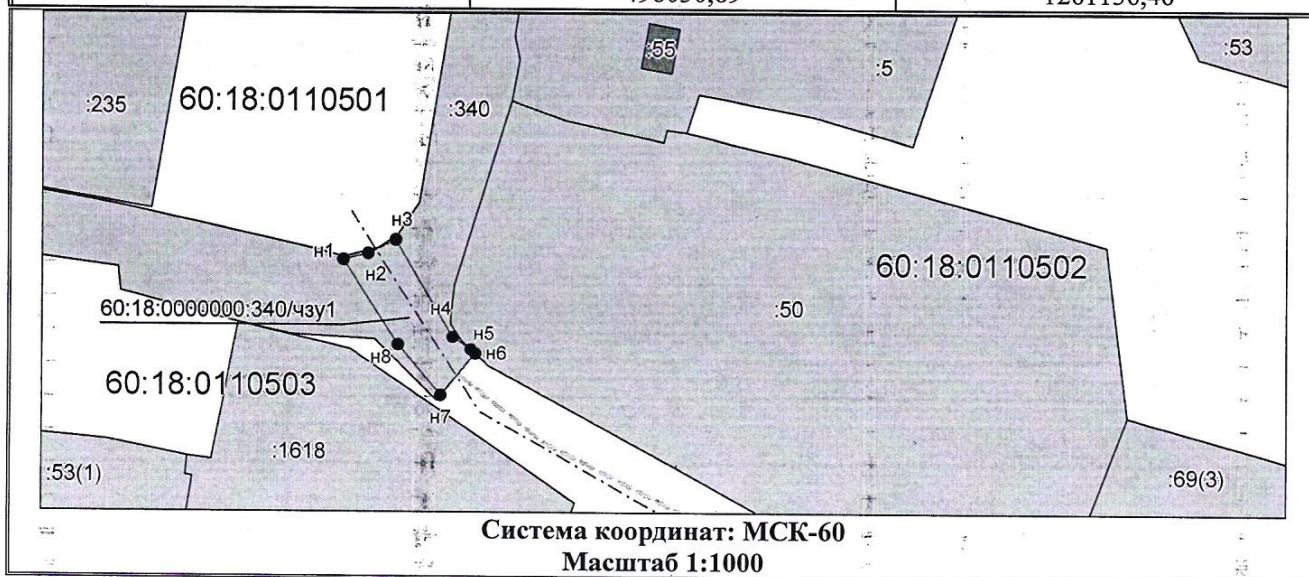 :235
60:18:0110501
:340
:55
:5
:53
н3
н1
н2
60:18:0110502
н4
:50
60:18:0000000:340/чзу1
н5
н6
н8
60:18:0110503
н7
:1618
:53(1)
:69(3)
Система координат: МСК-60
Масштаб 1:1000